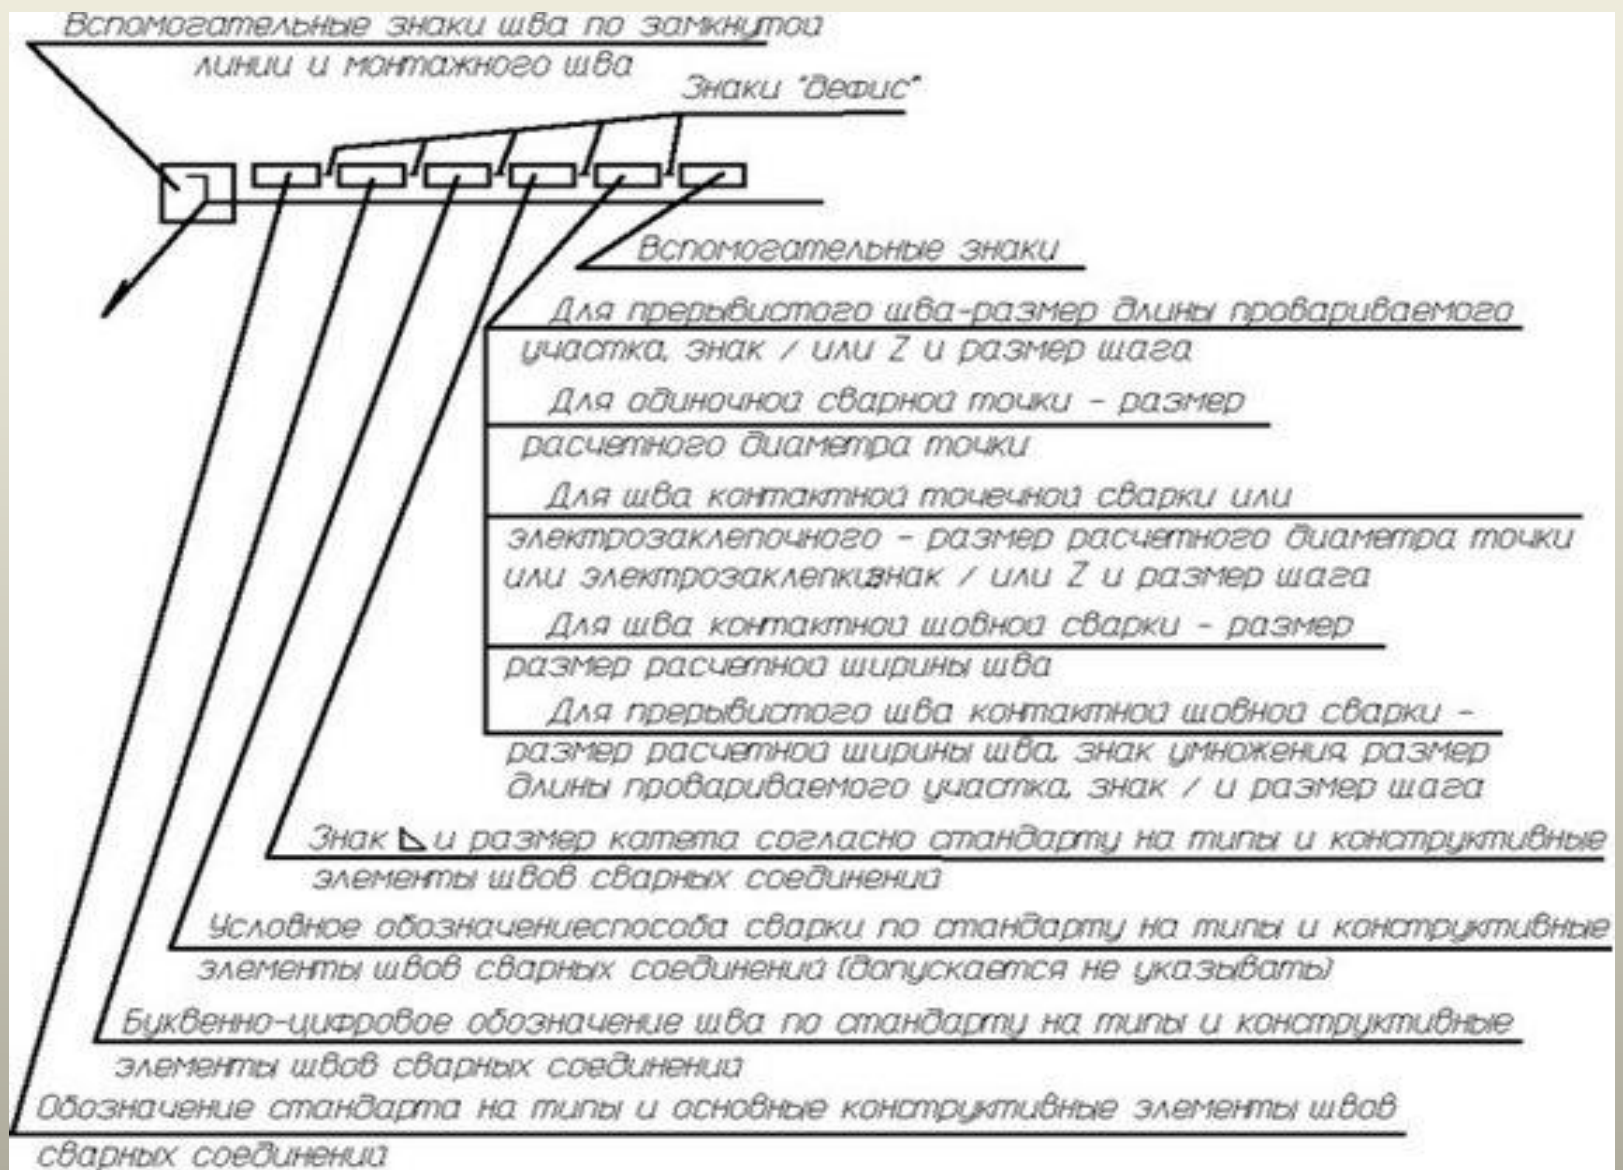 Вспомогательные знаки шва по замкнутой
линии и монтажного шва
Знаки "дефис"
Вспомогательные знаки
Для прерывистого шва-размер длины провариваемого
участка, знак / или Z и размер шага
Для одиночной сварной точки - размер
расчетного диаметра точки
Для шва контактной точечной сварки или
электрозаклепочного - размер расчетного диаметра точки
или электрозаклепки,знак / или Z и размер шага
Для шва контактной шовной сварки - размер
размер расчетной ширины шва
Для прерывистого шва контактной шовной сварки -
размер расчетной ширины шва, знак умножения, размер
длины провариваемого участка, знак / и размер шага
Знак ◺ и размер катета согласно стандарту на типы и конструктивные
элементы швов сварных соединений
Условное обозначениеспособа сварки по стандарту на типы и конструктивные
элементы швов сварных соединений (допускается не указывать)
Буквенно-цифровое обозначение шва по стандарту на типы и конструктивные
элементы швов сварных соединений
Обозначение стандарта на типы и основные конструктивные элементы швов
сварных соединений